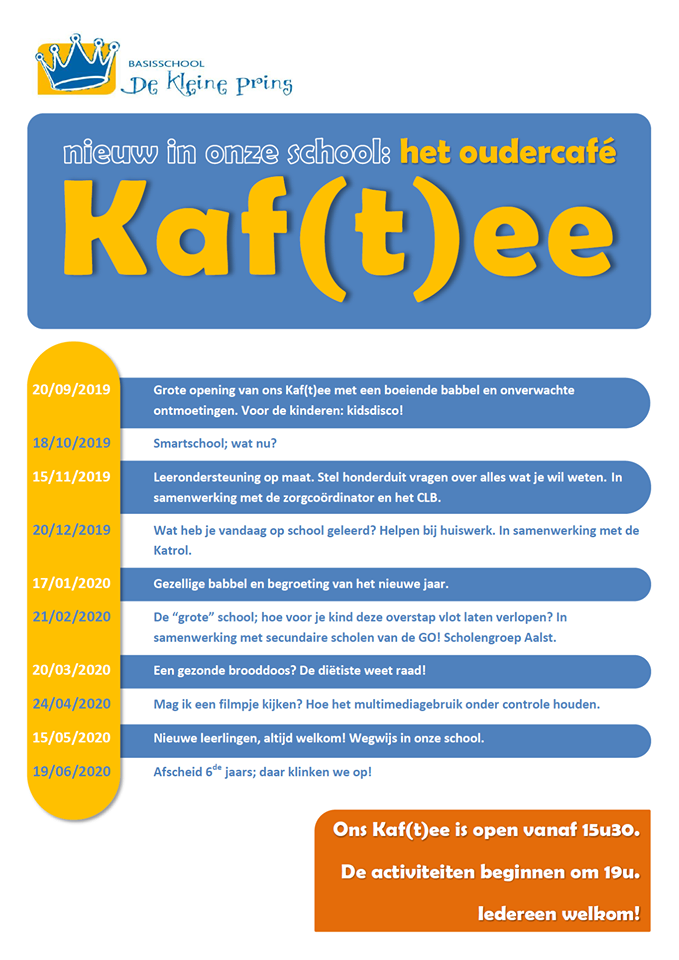 BASISSCHOOL
De kleine pring
nieuw in onze school: het oudercafé
Kaf(t)ee
20/09/2019 Grote opening van ons Kaf(t)ee met een boeiende babbel en onverwachte
ontmoetingen. Voor de kinderen: kidsdisco!
18/10/2019 Smartschool; wat nu?
15/11/2019 Leerondersteuning op maat. Stel honderduit vragen over alles wat je wil weten. In
samenwerking met de zorgcoördinator en het CLB.
20/12/2019 Wat heb je vandaag op school geleerd? Helpen bij huiswerk. In samenwerking met de
Katrol.
17/01/2020 Gezellige babbel en begroeting van het nieuwe jaar.
21/02/2020 De “grote” school; hoe voor je kind deze overstap vlot laten verlopen? In
samenwerking met secundaire scholen van de GO! Scholengroep Aalst.
20/03/2020 Een gezonde brooddoos? De diëtiste weet raad!
24/04/2020 Mag ik een filmpje kijken? Hoe het multimediagebruik onder controle houden.
15/05/2020 Nieuwe leerlingen, altijd welkom! Wegwijs in onze school.
19/06/2020 Afscheid 6de jaars; daar klinken we op!
Ons Kaf(t)ee is open vanaf 15u30.
De activiteiten beginnen om 19u.
Iedereen welkom!